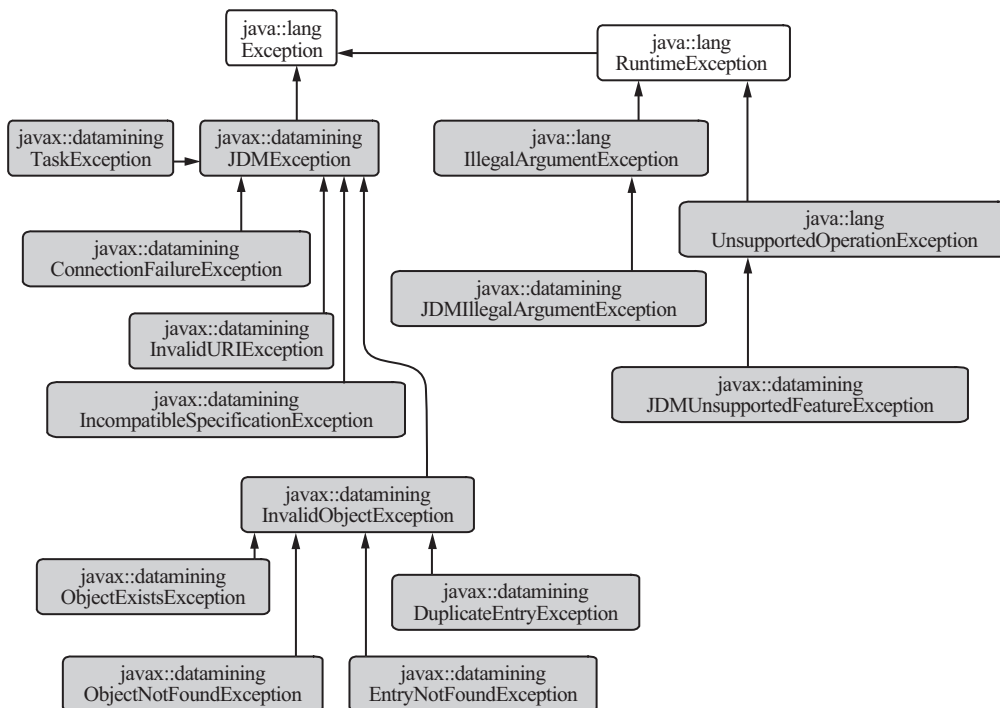 java::lang
Exception
java::lang
RuntimeException
javax::datamining
TaskException
javax::datamining
JDMException
java::lang
IllegalArgumentException
java::lang
UnsupportedOperationException
javax::datamining
ConnectionFailureException
javax::datamining
JDMIllegalArgumentException
javax::datamining
InvalidURIException
javax::datamining
JDMUnsupportedFeatureException
javax::datamining
IncompatibleSpecificationException
javax::datamining
InvalidObjectException
javax::datamining
ObjectExistsException
javax::datamining
DuplicateEntryException
javax::datamining
ObjectNotFoundException
javax::datamining
EntryNotFoundException